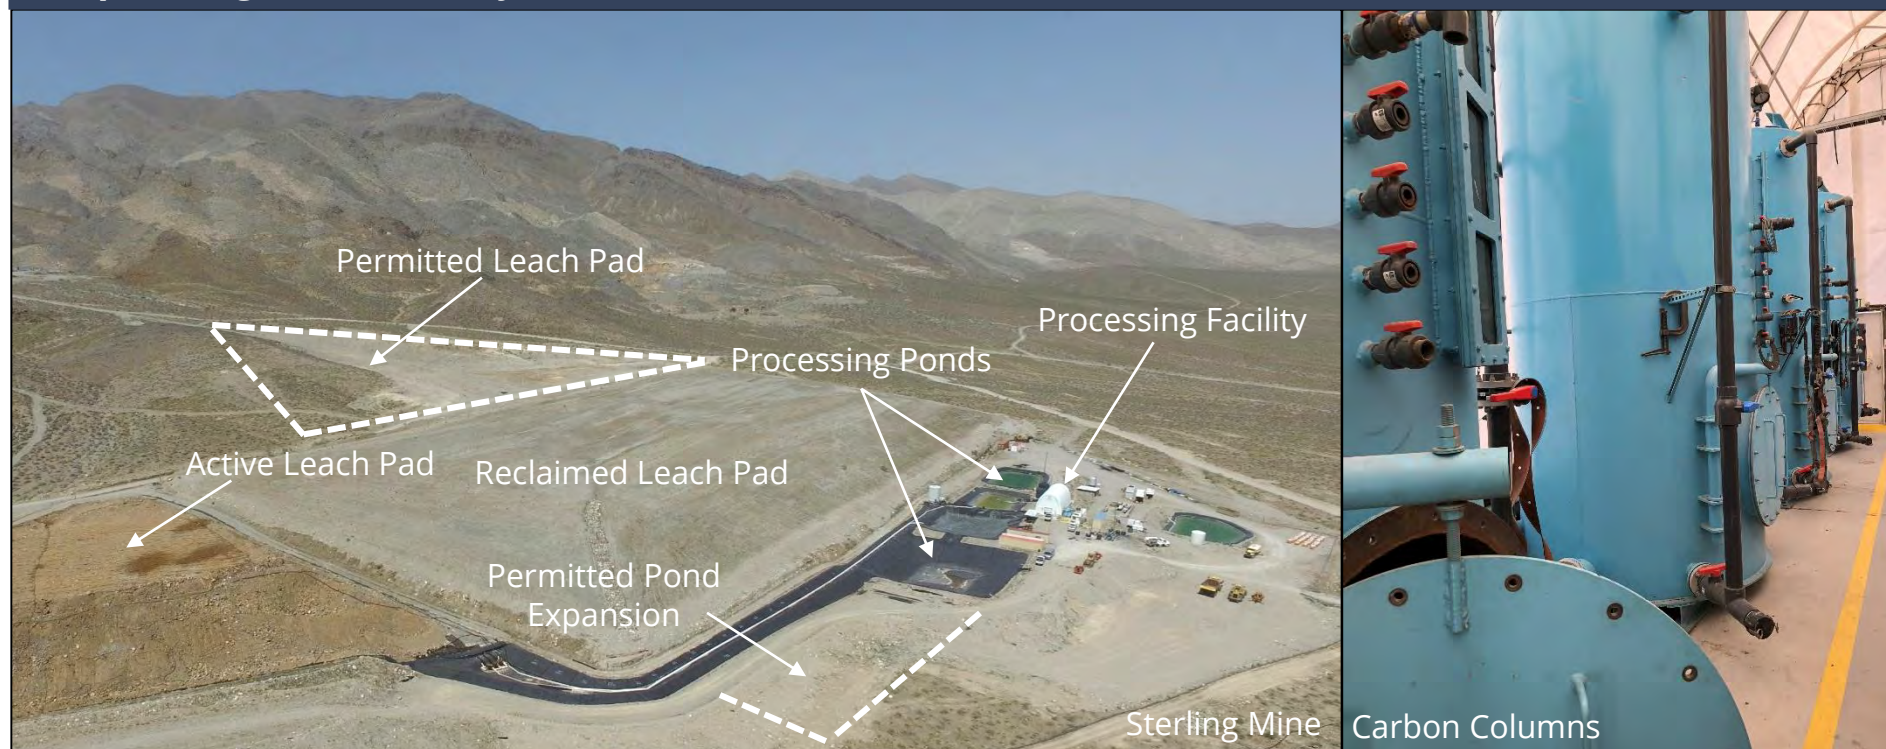 Permitted Leach Pad
Processing Facility
Processing Ponds
Active Leach Pad
Reclaimed Leach Pad
Permitted Pond
Expansion
Sterling Mine
Carbon Columns